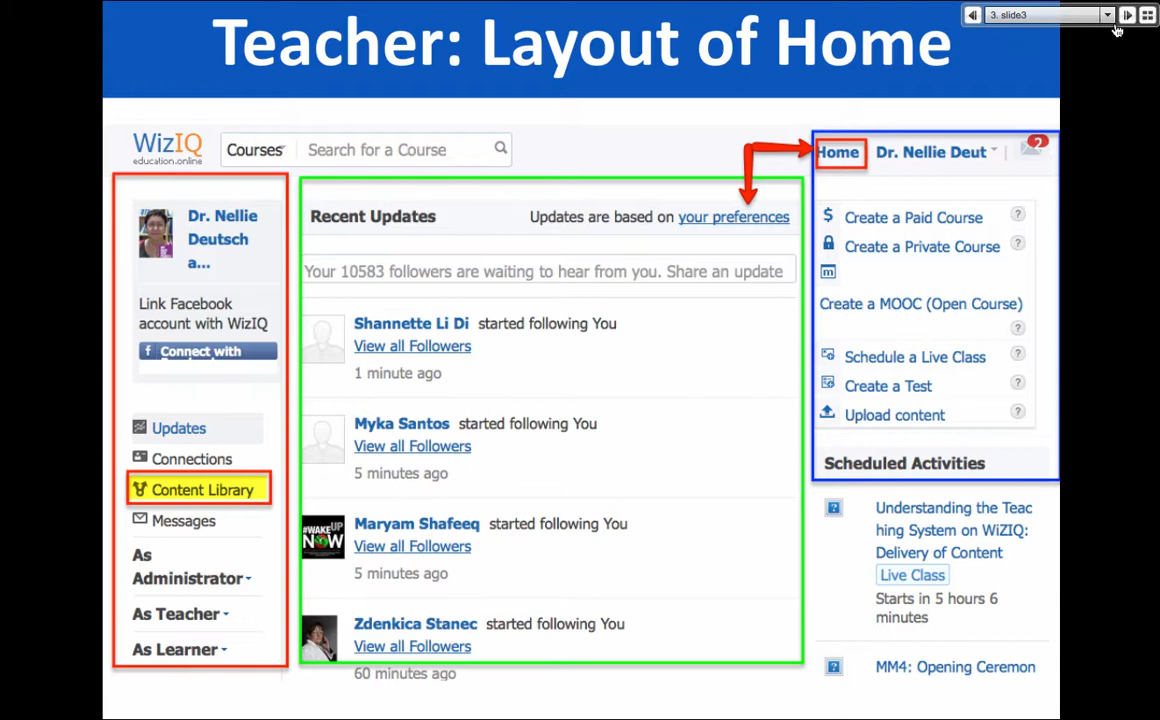 3. slide3
Teacher: Layout of Home
WizIQ
education.online
Courses
Search for a Course
Home
Dr. Nellie Deut
2
Dr. Nellie
Deutsch
a...
Link Facebook
account with WizIQ
f Connect with
Updates
Connections
Content Library
Messages
As
Administrator
As Teacher
As Learner
Recent Updates
Updates are based on your preferences
Your 10583 followers are waiting to hear from you. Share an update
Shannette Li Di started following You
View all Followers
1 minute ago
Myka Santos started following You
View all Followers
5 minutes ago
#WAKEUP
NOW
Maryam Shafeeq started following You
View all Followers
5 minutes ago
Zdenkica Stanec started following You
View all Followers
60 minutes ago
$ Create a Paid Course ?
Create a Private Course ?
m
Create a MOOC (Open Course)
?
Schedule a Live Class ?
Create a Test ?
Upload content ?
Scheduled Activities
? Understanding the Teac
hing System on WiZIQ:
Delivery of Content
Live Class
Starts in 5 hours 6
minutes
? MM4: Opening Ceremon